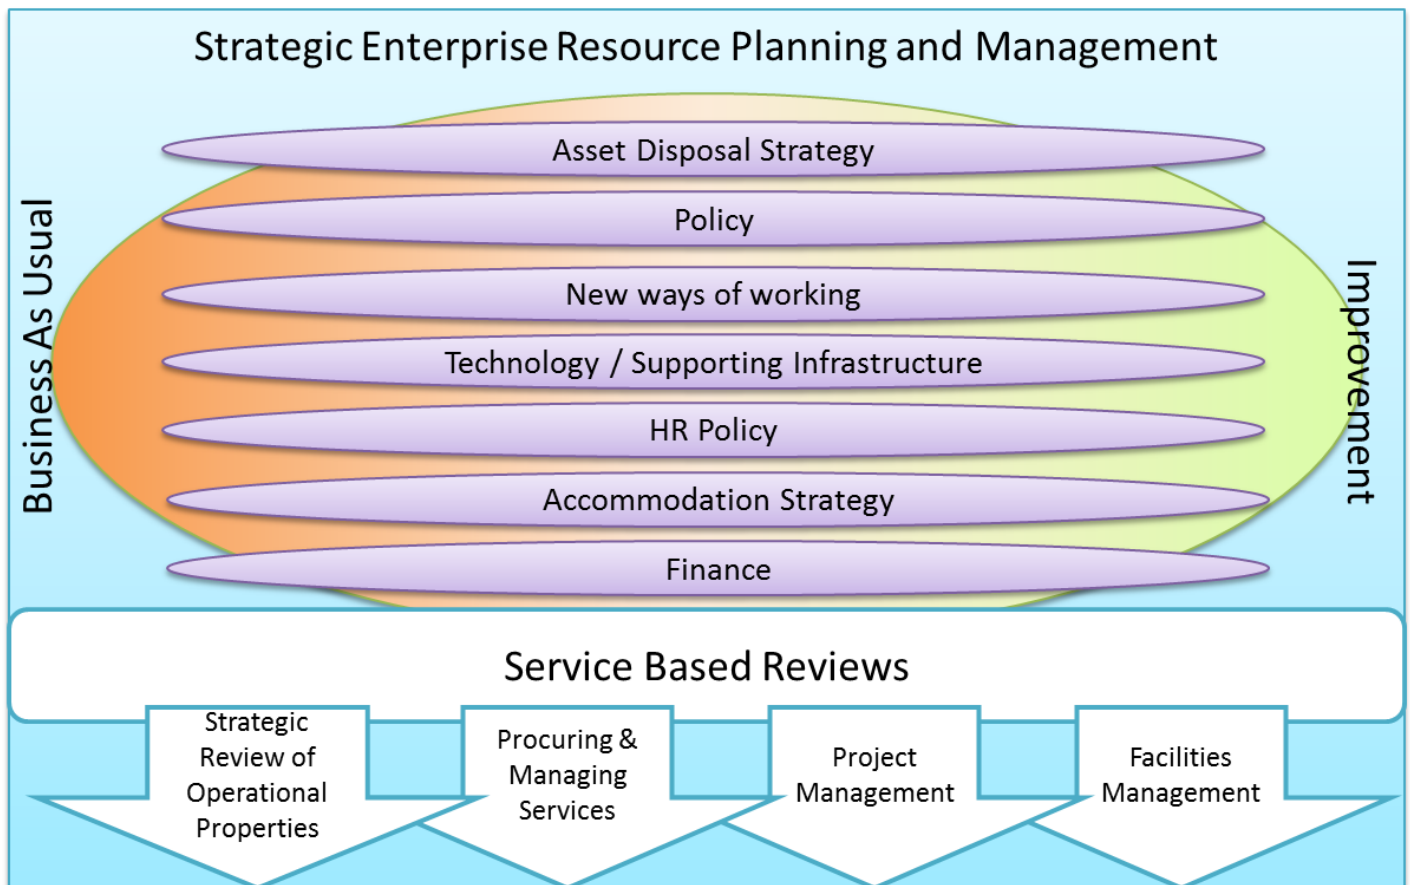 Strategic Enterprise Resource Planning and Management
Asset Disposal Strategy
Policy
New ways of working
Technology / Supporting Infrastructure
HR Policy
Accommodation Strategy
Finance
Business As Usual
Improvement
Service Based Reviews
Strategic
Review of
Operational
Properties
Procuring &
Managing
Services
Project
Management
Facilities
Management